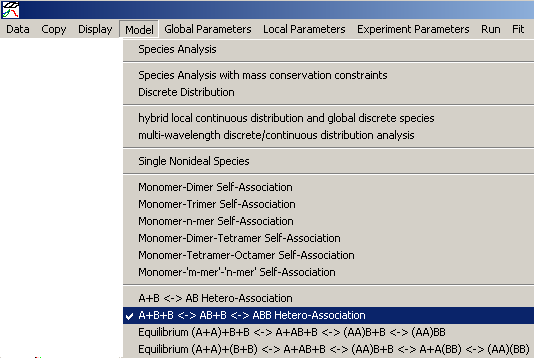 Data Copy Display Model Global Parameters Local Parameters Experiment Parameters Run Fit
Species Analysis
Species Analysis with mass conservation constraints
Discrete Distribution
hybrid local continuous distribution and global discrete species
multi-wavelength discrete/continuous distribution analysis
Single Nonideal Species
Monomer-Dimer Self-Association
Monomer-Trimer Self-Association
Monomer-n-mer Self-Association
Monomer-Dimer-Tetramer Self-Association
Monomer-Tetramer-Octamer Self-Association
Monomer-'m-mer'-'n-mer' Self-Association
A+B <-> AB Hetero-Association
A+B+B <-> AB+B <-> ABB Hetero-Association
Equilibrium (A+A)+B+B <-> A+AB+B <-> (AA)B+B <-> (AA)BB
Equilibrium (A+A)+(B+B) <-> A+AB+B <-> (AA)B+B <-> A+A(BB) <-> (AA)(BB)